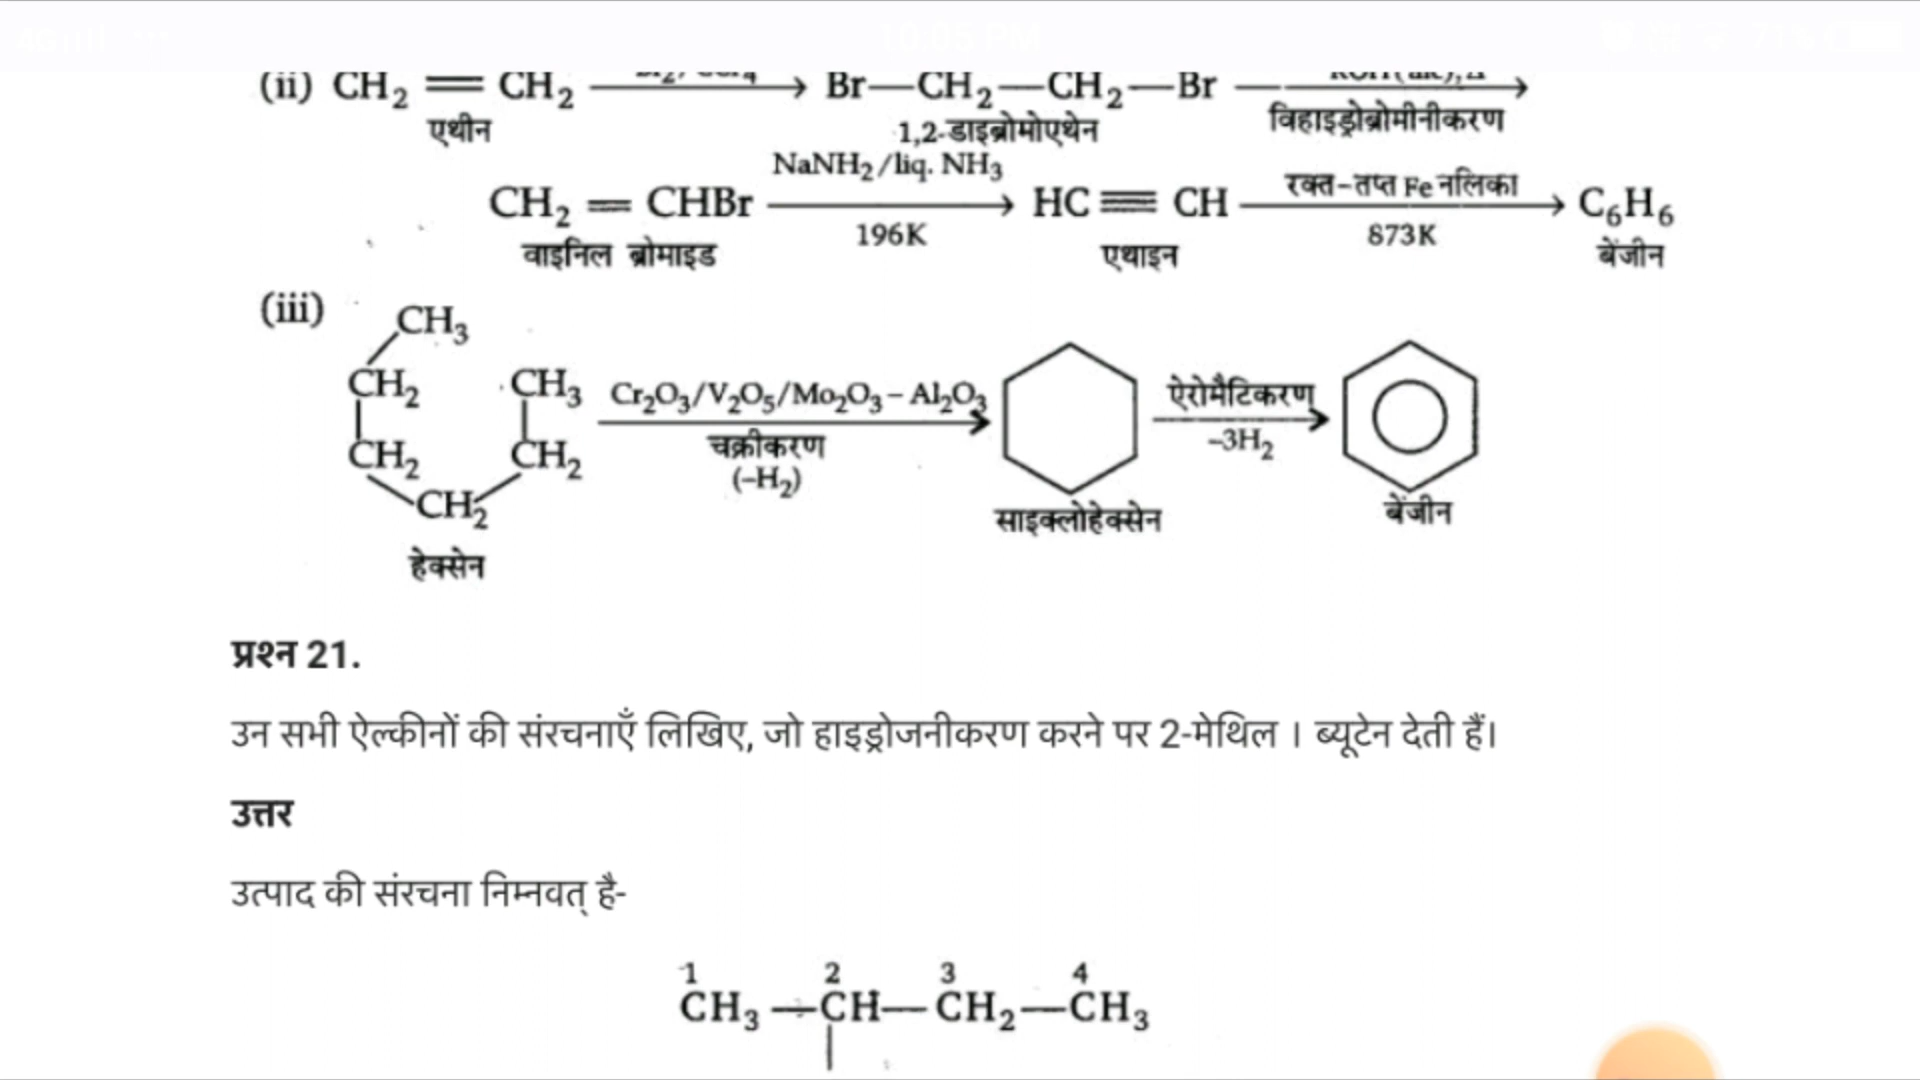 (ii) CH2 = CH2 → Br—CH2—CH2—Br →
एथीन 1,2-डाइब्रोमोएथेन विहाइड्रोब्रोमीनीकरण
NaNH2/liq. NH3 रक्त-तप्त Fe नलिका
CH2 = CHBr → HC ≡ CH → C6H6
196K 873K
वाइनिल ब्रोमाइड एथाइन बेंजीन
(iii)
CH3
CH2 CH3 Cr2O3/V2O5/Mo2O3 – Al2O3 ऐरोमैटिकरण
चक्रीकरण –3H2
CH2 CH2 (–H2)
CH2
साइक्लोहेक्सेन बेंजीन
हेक्सेन
प्रश्न 21.
उन सभी ऐल्कीनों की संरचनाएँ लिखिए, जो हाइड्रोजनीकरण करने पर 2-मेथिल । ब्यूटेन देती हैं।
उत्तर
उत्पाद की संरचना निम्नवत् है-
1 2 3 4
CH3—CH—CH2—CH3